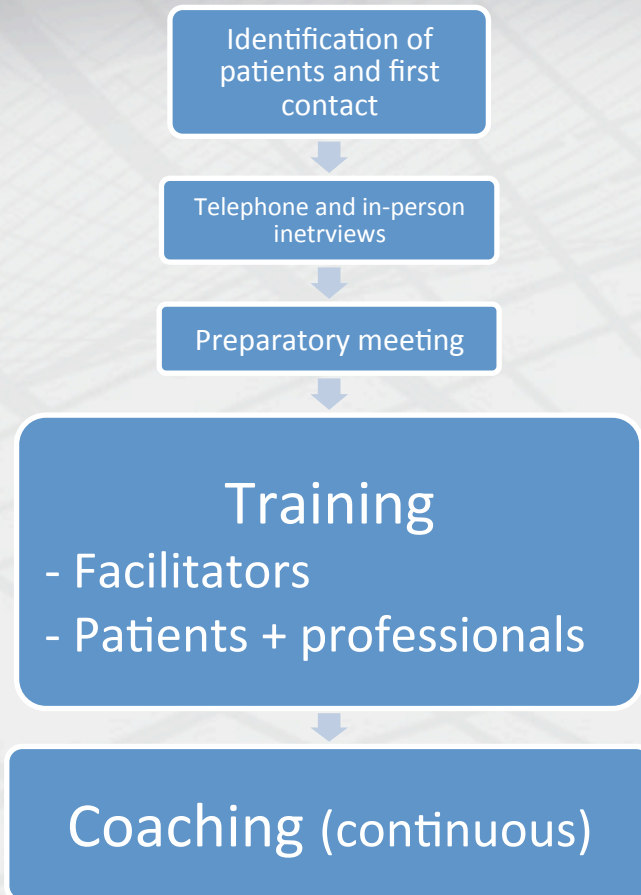 Identification of
patients and first
contact
Telephone and in-person
inetrviews
Preparatory meeting
Training
- Facilitators
- Patients + professionals
Coaching (continuous)